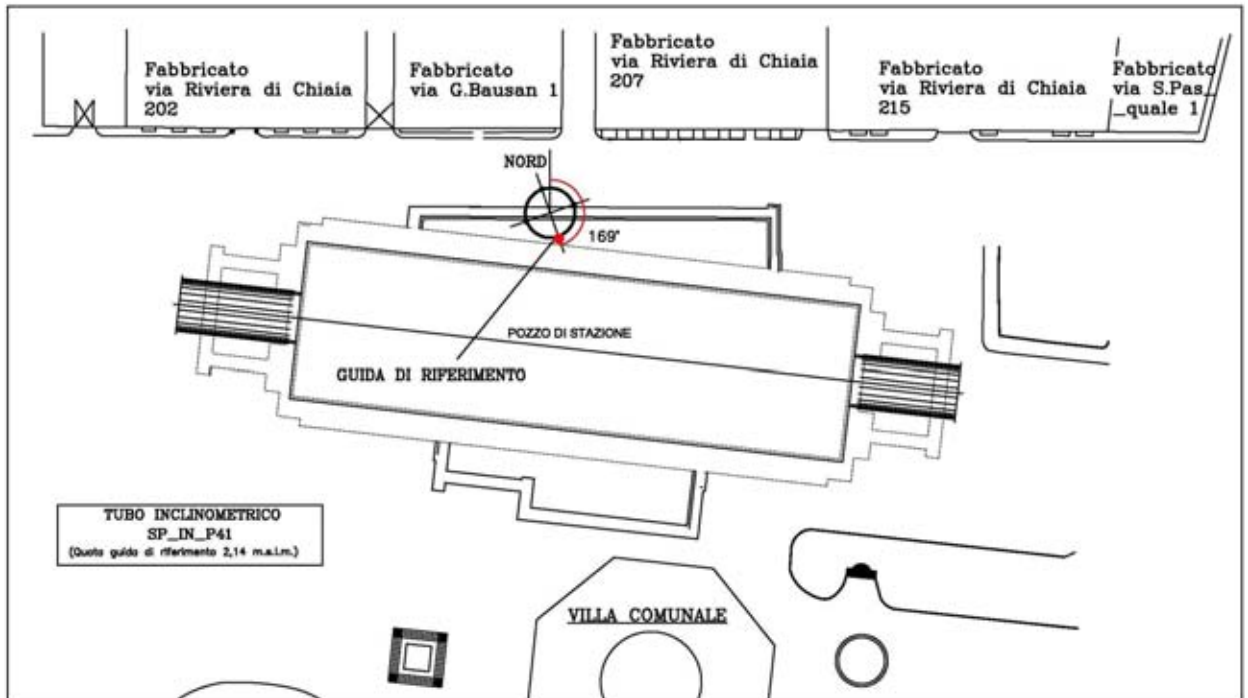 Fabbricato
via Riviera di Chiaia
202
Fabbricato
via G.Bausan 1
Fabbricato
via Riviera di Chiaia
207
Fabbricato
via Riviera di Chiaia
215
Fabbricato
via S.Pas_
_quale 1
NORD
169°
POZZO DI STAZIONE
GUIDA DI RIFERIMENTO
TUBO INCLINOMETRICO
SP_IN_P41
(Quota guida di riferimento 2,14 m.s.l.m.)
VILLA COMUNALE